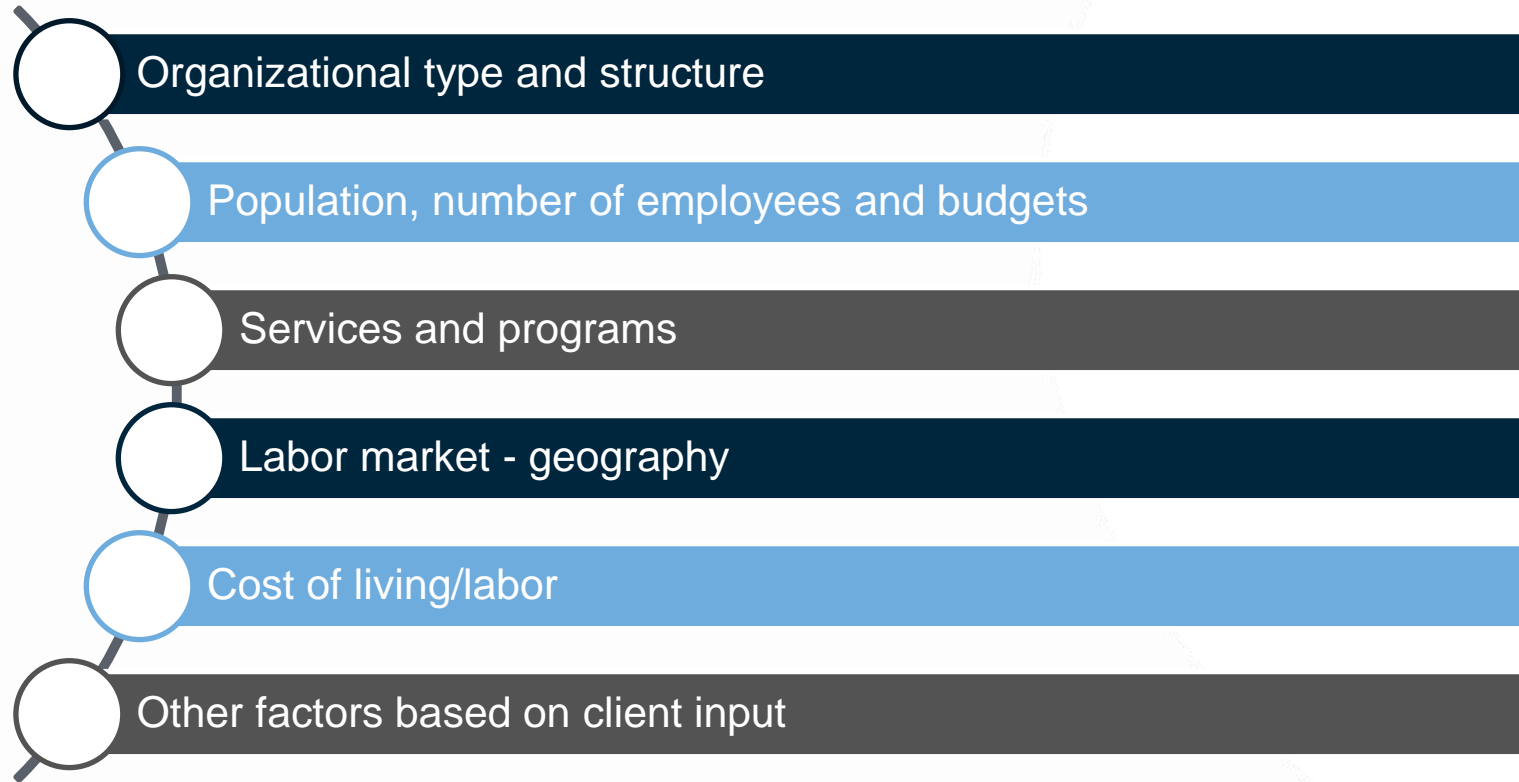 Organizational type and structure
Population, number of employees and budgets
Services and programs
Labor market - geography
Cost of living/labor
Other factors based on client input